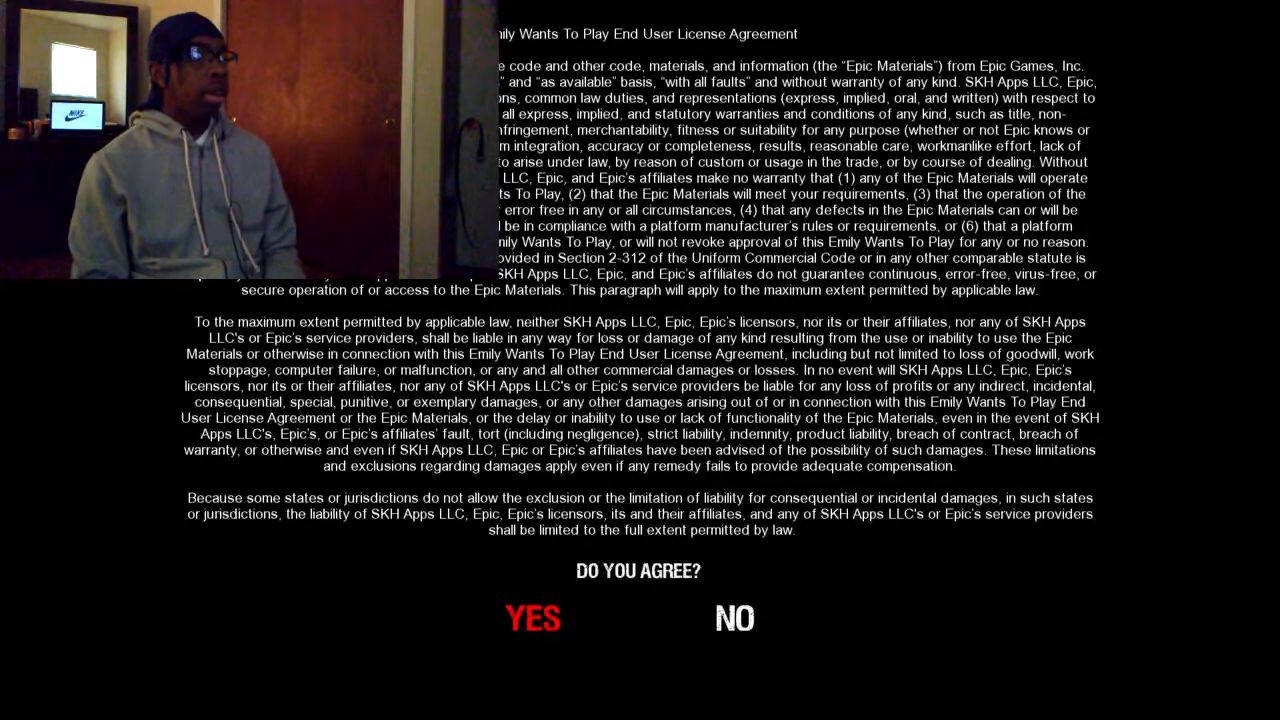 mily Wants To Play End User License Agreement
e code and other code, materials, and information (the “Epic Materials”) from Epic Games, Inc.
” and “as available” basis, “with all faults” and without warranty of any kind. SKH Apps LLC, Epic,
ns, common law duties, and representations (express, implied, oral, and written) with respect to
all express, implied, and statutory warranties and conditions of any kind, such as title, non-
nfringement, merchantability, fitness or suitability for any purpose (whether or not Epic knows or
m integration, accuracy or completeness, results, reasonable care, workmanlike effort, lack of
to arise under law, by reason of custom or usage in the trade, or by course of dealing. Without
LLC, Epic, and Epic's affiliates make no warranty that (1) any of the Epic Materials will operate
ts To Play, (2) that the Epic Materials will meet your requirements, (3) that the operation of the
error free in any or all circumstances, (4) that any defects in the Epic Materials can or will be
be in compliance with a platform manufacturer's rules or requirements, or (6) that a platform
mily Wants To Play, or will not revoke approval of this Emily Wants To Play for any or no reason.
ovided in Section 2-312 of the Uniform Commercial Code or in any other comparable statute is
SKH Apps LLC, Epic, and Epic's affiliates do not guarantee continuous, error-free, virus-free, or
secure operation of or access to the Epic Materials. This paragraph will apply to the maximum extent permitted by applicable law.
To the maximum extent permitted by applicable law, neither SKH Apps LLC, Epic, Epic's licensors, nor its or their affiliates, nor any of SKH Apps
LLC's or Epic's service providers, shall be liable in any way for loss or damage of any kind resulting from the use or inability to use the Epic
Materials or otherwise in connection with this Emily Wants To Play End User License Agreement, including but not limited to loss of goodwill, work
stoppage, computer failure, or malfunction, or any and all other commercial damages or losses. In no event will SKH Apps LLC, Epic, Epic's
licensors, nor its or their affiliates, nor any of SKH Apps LLC's or Epic's service providers be liable for any loss of profits or any indirect, incidental,
consequential, special, punitive, or exemplary damages, or any other damages arising out of or in connection with this Emily Wants To Play End
User License Agreement or the Epic Materials, or the delay or inability to use or lack of functionality of the Epic Materials, even in the event of SKH
Apps LLC's, Epic's, or Epic's affiliates' fault, tort (including negligence), strict liability, indemnity, product liability, breach of contract, breach of
warranty, or otherwise and even if SKH Apps LLC, Epic or Epic's affiliates have been advised of the possibility of such damages. These limitations
and exclusions regarding damages apply even if any remedy fails to provide adequate compensation.
Because some states or jurisdictions do not allow the exclusion or the limitation of liability for consequential or incidental damages, in such states
or jurisdictions, the liability of SKH Apps LLC, Epic, Epic's licensors, its and their affiliates, and any of SKH Apps LLC's or Epic's service providers
shall be limited to the full extent permitted by law.
DO YOU AGREE?
YES NO
NIKE